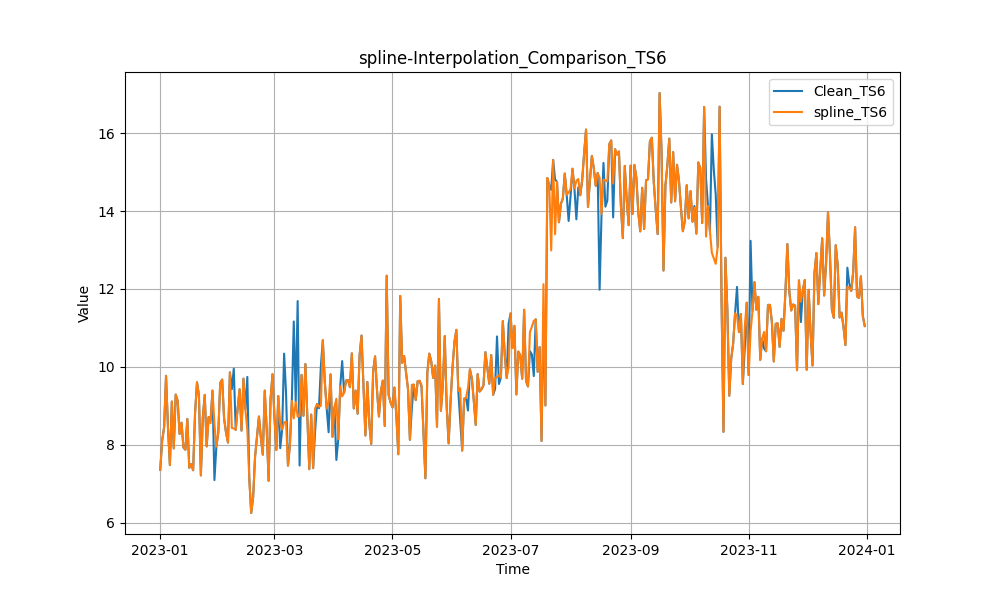 spline-Interpolation_Comparison_TS6
Clean_TS6
spline_TS6
16
14
12
10
8
6
Value
2023-01
2023-03
2023-05
2023-07
2023-09
2023-11
2024-01
Time